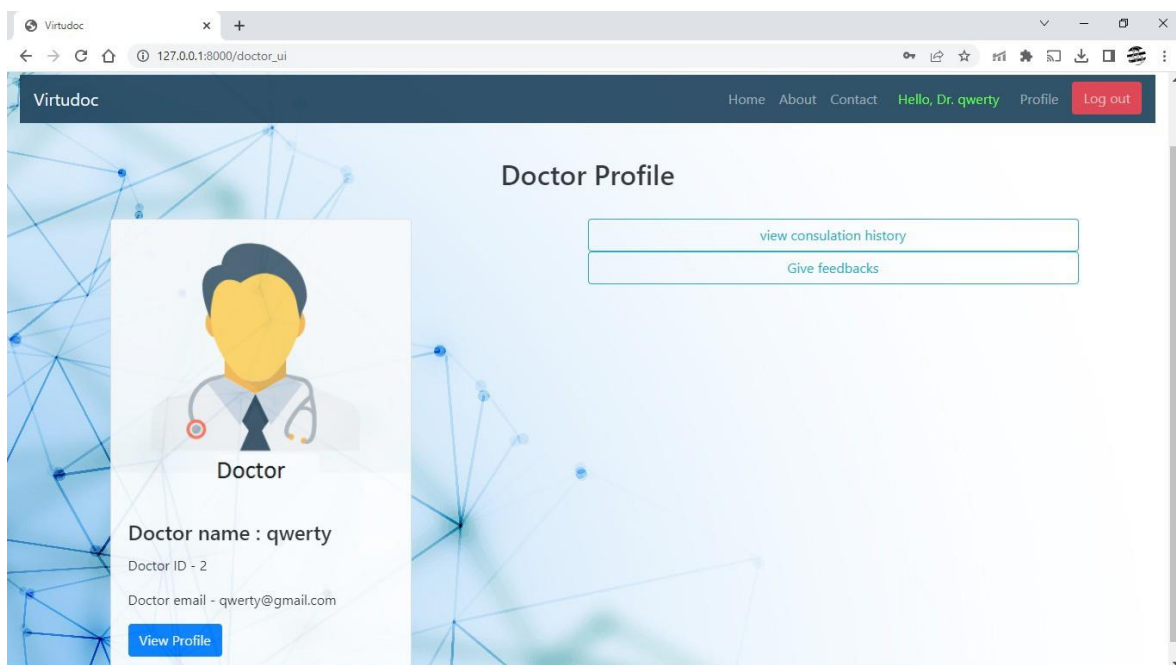 Virtudoc
127.0.0.1:8000/doctor_ui
Virtudoc Home About Contact Hello, Dr. qwerty Profile Log out
Doctor Profile
view consulation history
Give feedbacks
Doctor
Doctor name : qwerty
Doctor ID - 2
Doctor email - qwerty@gmail.com
View Profile